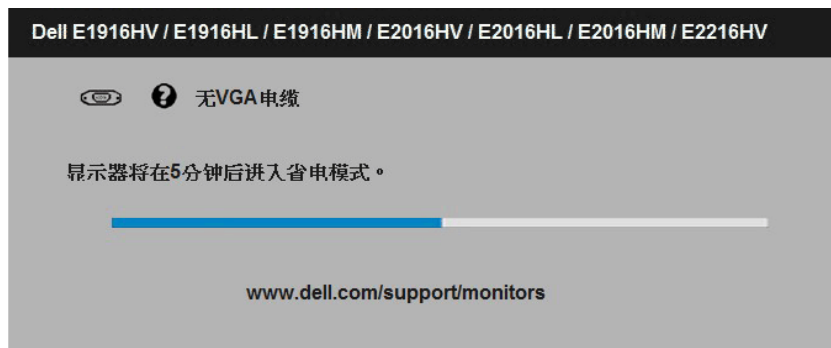 Dell E1916HV / E1916HL / E1916HM / E2016HV / E2016HL / E2016HM / E2216HV
无VGA电缆
显示器将在5分钟后进入省电模式。
www.dell.com/support/monitors